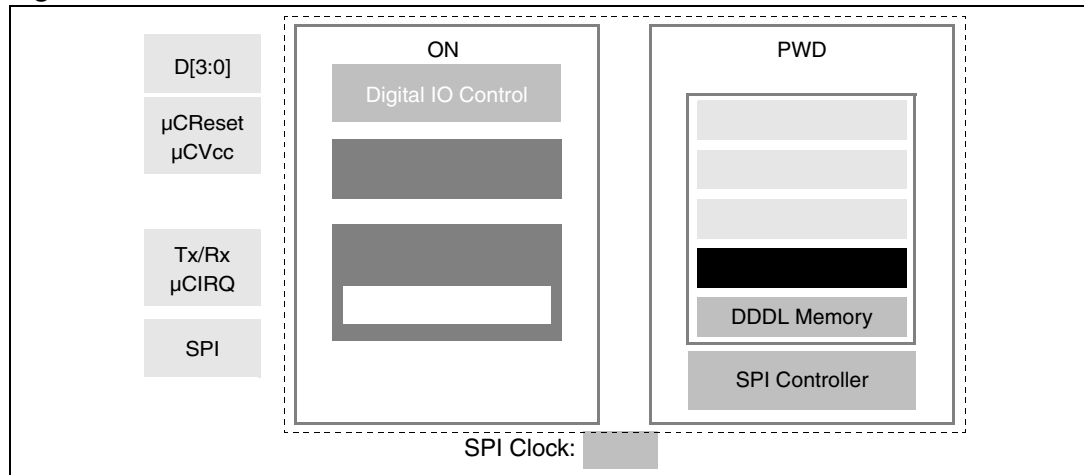 D[3:0]
µCReset
µCVcc
Tx/Rx
µCIRQ
SPI
ON
Digital IO Control
PWD
DDDL Memory
SPI Controller
SPI Clock: